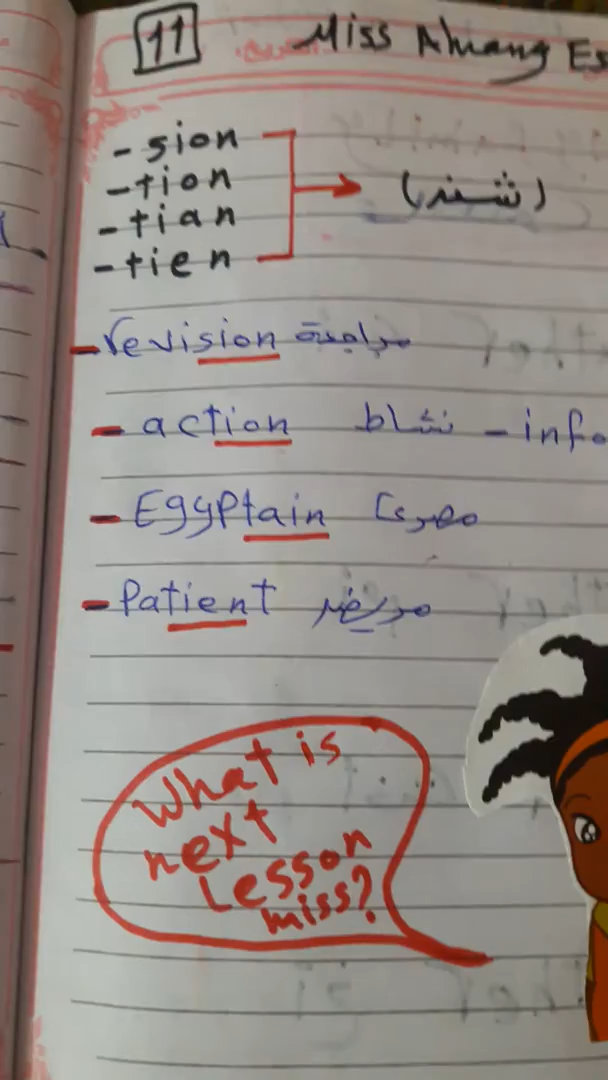 11 Miss
- sion
- tion
- tian
- tien
(شن)
- revision مراجعة
- action نشاط - info
- Egyptain مصرى
- Patient مريض
What is
next
Lesson
miss?